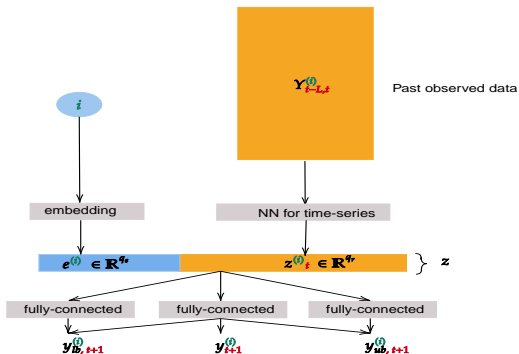 Y^{(i)}_{t-L,t}
Past observed data
i
embedding
NN for time-series
e^{(i)} ∈ ℝ^{q_e} z^{(i)}_t ∈ ℝ^{q_r} } z
fully-connected fully-connected fully-connected
y^{(i)}_{lb, t+1} y^{(i)}_{t+1} y^{(i)}_{ub, t+1}